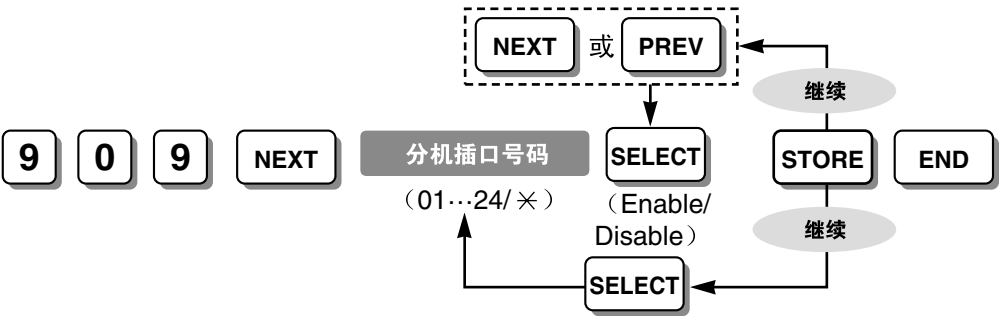 NEXT 或 PREV
继续
9 0 9 NEXT 分机插口号码 SELECT STORE END
(01…24/✳) (Enable/
Disable)
继续
SELECT